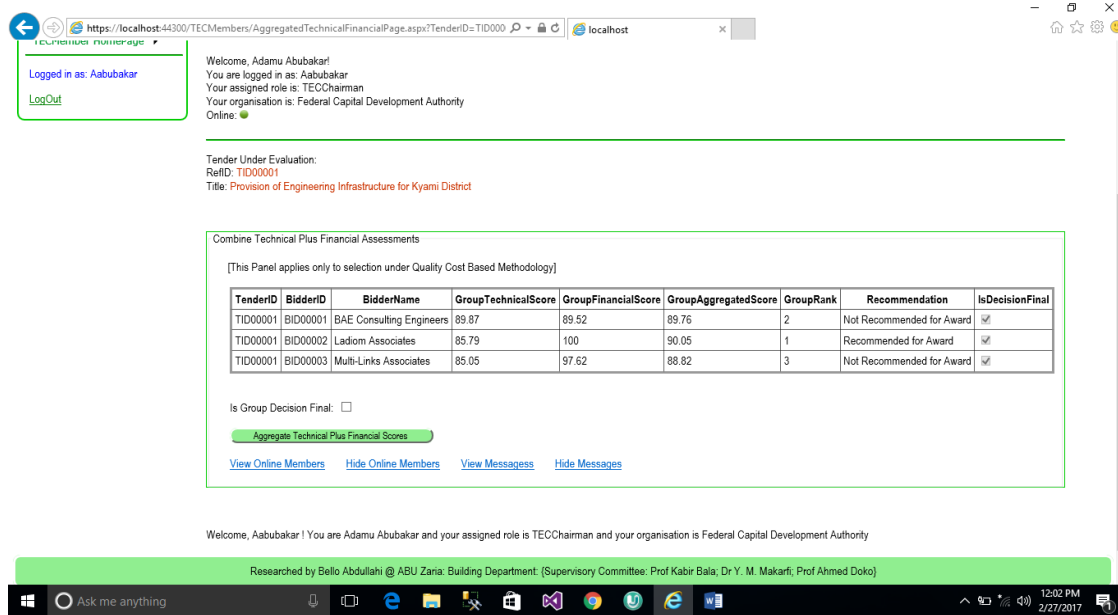 https://localhost:44300/TECMembers/AggregatedTechnicalFinancialPage.aspx?TenderID=TID000
localhost
TECMember HomePage
Logged in as: Aabubakar
LogOut
Welcome, Adamu Abubakar!
You are logged in as: Aabubakar
Your assigned role is: TECChairman
Your organisation is: Federal Capital Development Authority
Online:
Tender Under Evaluation:
RefID: TID00001
Title: Provision of Engineering Infrastructure for Kyami District
Combine Technical Plus Financial Assessments
[This Panel applies only to selection under Quality Cost Based Methodology]
TenderID BidderID BidderName GroupTechnicalScore GroupFinancialScore GroupAggregatedScore GroupRank Recommendation IsDecisionFinal
TID00001 BID00001 BAE Consulting Engineers 89.87 89.52 89.76 2 Not Recommended for Award
TID00001 BID00002 Ladiom Associates 85.79 100 90.05 1 Recommended for Award
TID00001 BID00003 Multi-Links Associates 85.05 97.62 88.82 3 Not Recommended for Award
Is Group Decision Final:
Aggregate Technical Plus Financial Scores
View Online Members Hide Online Members View Messagess Hide Messages
Welcome, Aabubakar ! You are Adamu Abubakar and your assigned role is TECChairman and your organisation is Federal Capital Development Authority
Researched by Bello Abdullahi @ ABU Zaria: Building Department: {Supervisory Committee: Prof Kabir Bala; Dr Y. M. Makarfi; Prof Ahmed Doko}
Ask me anything
12:02 PM
2/27/2017